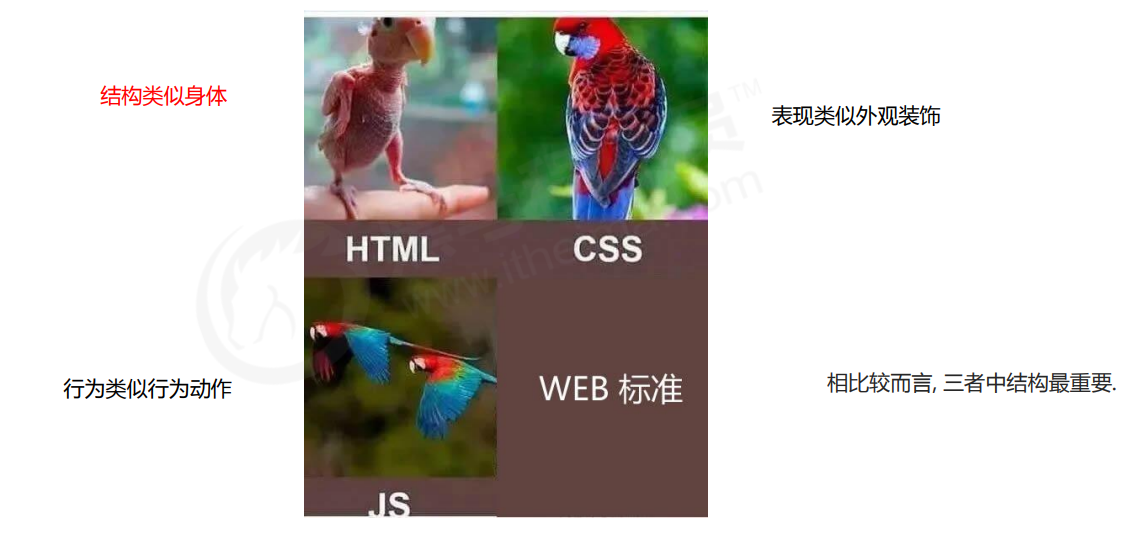 结构类似身体
表现类似外观装饰
HTML
CSS
行为类似行为动作
WEB 标准
相比较而言, 三者中结构最重要.
JS